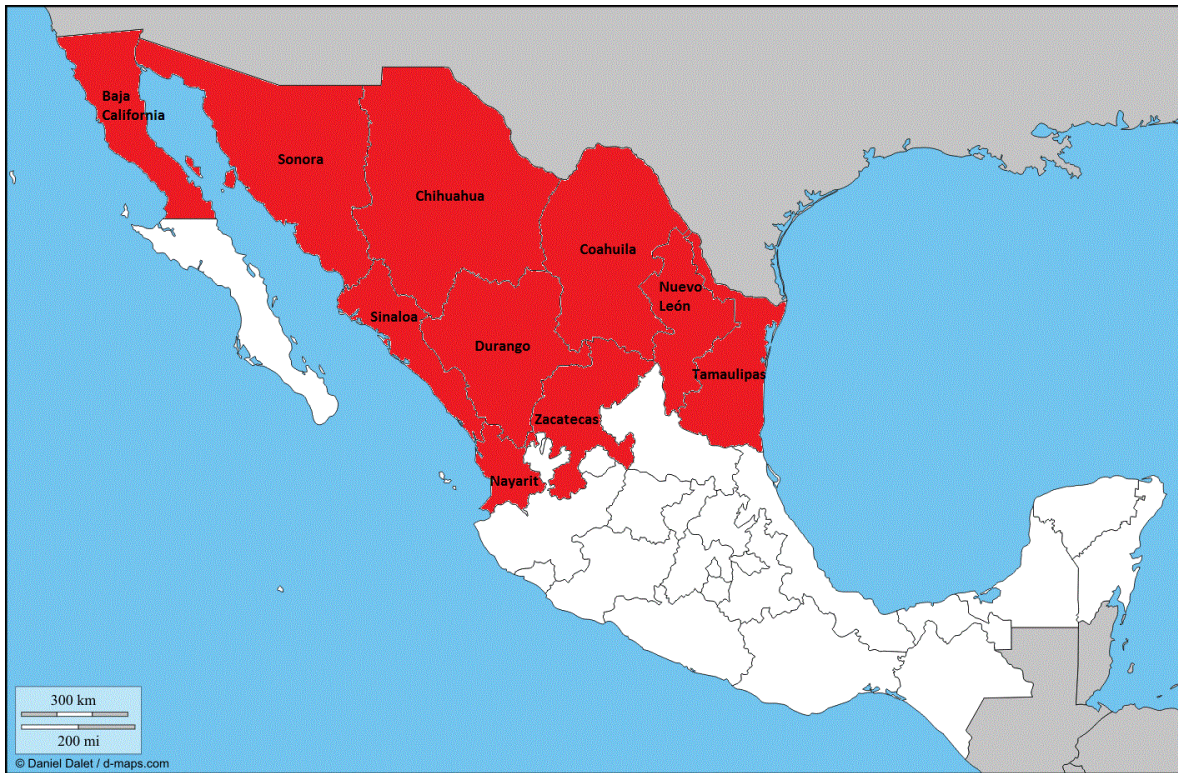 Baja
California
Sonora
Chihuahua
Coahuila
Nuevo
León
Sinaloa
Durango
Tamaulipas
Zacatecas
Nayarit
300 km
200 mi
© Daniel Dalet / d-maps.com